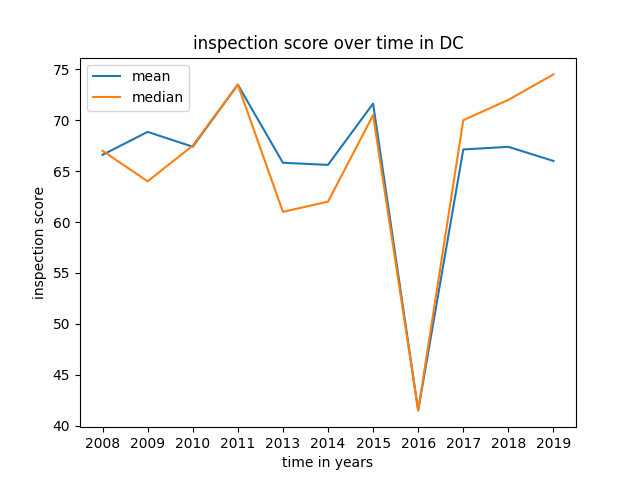 inspection score over time in DC
mean
median
inspection score
75
70
65
60
55
50
45
40
2008 2009 2010 2011 2013 2014 2015 2016 2017 2018 2019
time in years